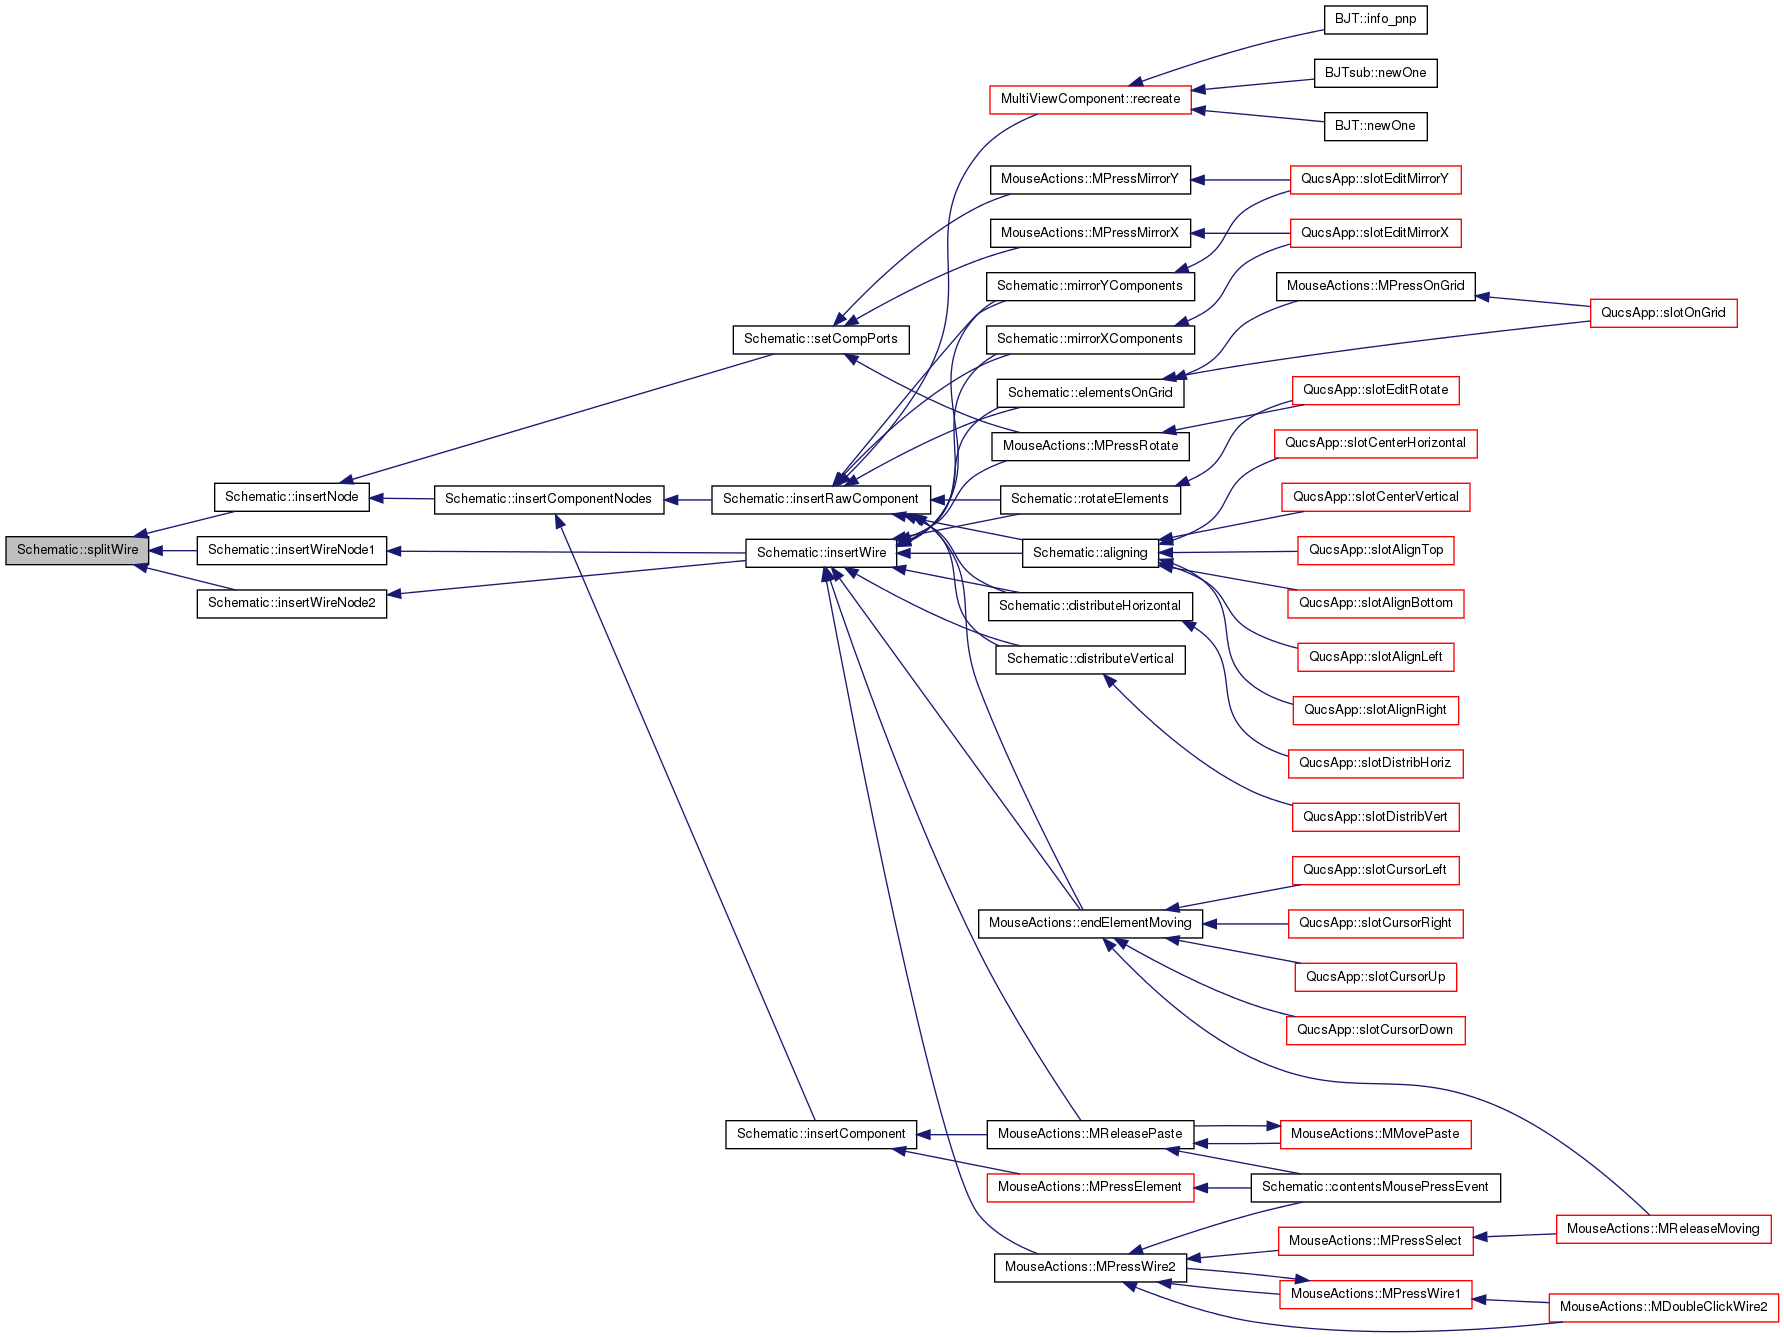 BJT::info_pnp
BJTsub::newOne
MultiViewComponent::recreate
BJT::newOne
MouseActions::MPressMirrorY
QucsApp::slotEditMirrorY
MouseActions::MPressMirrorX
QucsApp::slotEditMirrorX
Schematic::mirrorYComponents
MouseActions::MPressOnGrid
QucsApp::slotOnGrid
Schematic::setCompPorts
Schematic::mirrorXComponents
Schematic::elementsOnGrid
QucsApp::slotEditRotate
MouseActions::MPressRotate
QucsApp::slotCenterHorizontal
Schematic::insertNode
Schematic::insertComponentNodes
Schematic::insertRawComponent
Schematic::rotateElements
QucsApp::slotCenterVertical
Schematic::splitWire
Schematic::insertWireNode1
Schematic::insertWire
Schematic::aligning
QucsApp::slotAlignTop
Schematic::insertWireNode2
Schematic::distributeHorizontal
QucsApp::slotAlignBottom
Schematic::distributeVertical
QucsApp::slotAlignLeft
QucsApp::slotAlignRight
QucsApp::slotDistribHoriz
QucsApp::slotDistribVert
QucsApp::slotCursorLeft
MouseActions::endElementMoving
QucsApp::slotCursorRight
QucsApp::slotCursorUp
QucsApp::slotCursorDown
Schematic::insertComponent
MouseActions::MReleasePaste
MouseActions::MMovePaste
MouseActions::MPressElement
Schematic::contentsMousePressEvent
MouseActions::MReleaseMoving
MouseActions::MPressSelect
MouseActions::MPressWire2
MouseActions::MPressWire1
MouseActions::MDoubleClickWire2